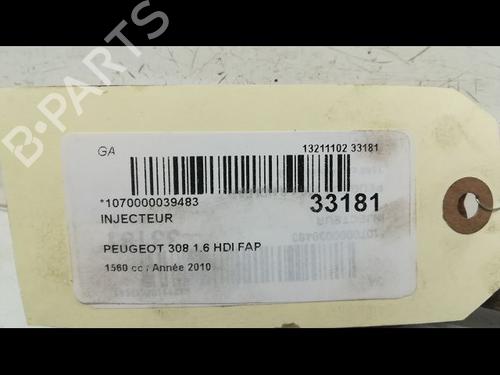 B-PARTS
GA
13211102 33181
*1070000039483
33181
INJECTEUR
PEUGEOT 308 1.6 HDI FAP
1560 cc : Année 2010